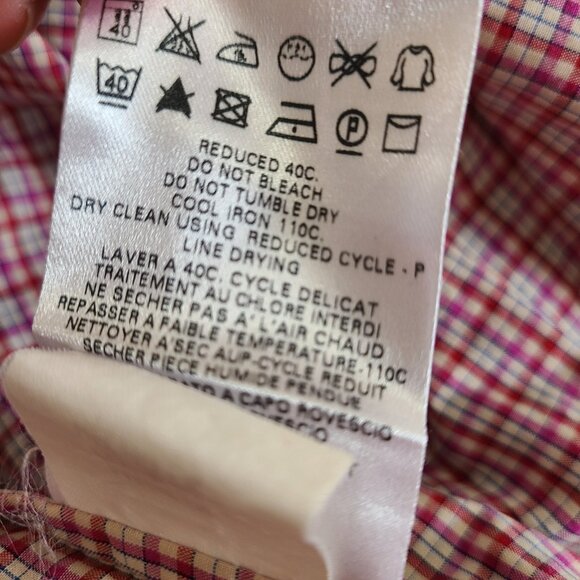 40
40
P
REDUCED 40C.
DO NOT BLEACH
DO NOT TUMBLE DRY
COOL IRON 110C.
DRY CLEAN USING REDUCED CYCLE - P
LINE DRYING
LAVER A 40C, CYCLE DELICAT
TRAITEMENT AU CHLORE INTERDI
NE SECHER PAS A L'AIR CHAUD
REPASSER A FAIBLE TEMPERATURE-110C
NETTOYER A SEC AUP-CYCLE REDUIT
SECHER PIECE HUMIDE PENDUE
A CAPO ROVESCIO